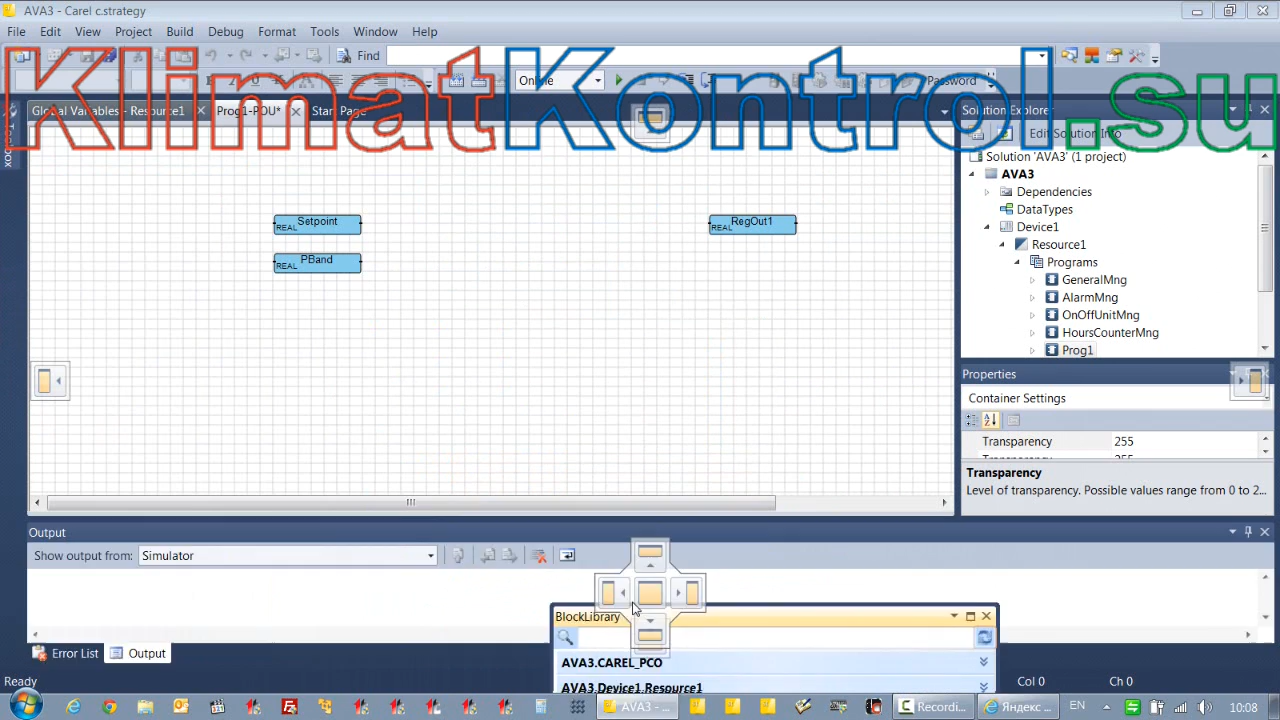 AVA3 - Carel c.strategy
File Edit View Project Build Debug Format Tools Window Help
Find
Online
Password
KlimatKontrol.su
Global Variables - Resource1
Prog1-POU*
Start Page
Solution Explorer
Edit Solution Info
Solution 'AVA3' (1 project)
AVA3
Dependencies
DataTypes
Device1
Resource1
Programs
GeneralMng
AlarmMng
OnOffUnitMng
HoursCounterMng
Prog1
Setpoint
REAL
PBand
REAL
RegOut1
REAL
Properties
Container Settings
Transparency 255
Transparency
Level of transparency. Possible values range from 0 to 2...
Output
Show output from: Simulator
BlockLibrary
AVA3.CAREL_PCO
AVA3.Device1.Resource1
Error List
Output
Ready
Col 0
Ch 0
AVA3 - ...
Recordi...
Яндекс ...
EN
10:08